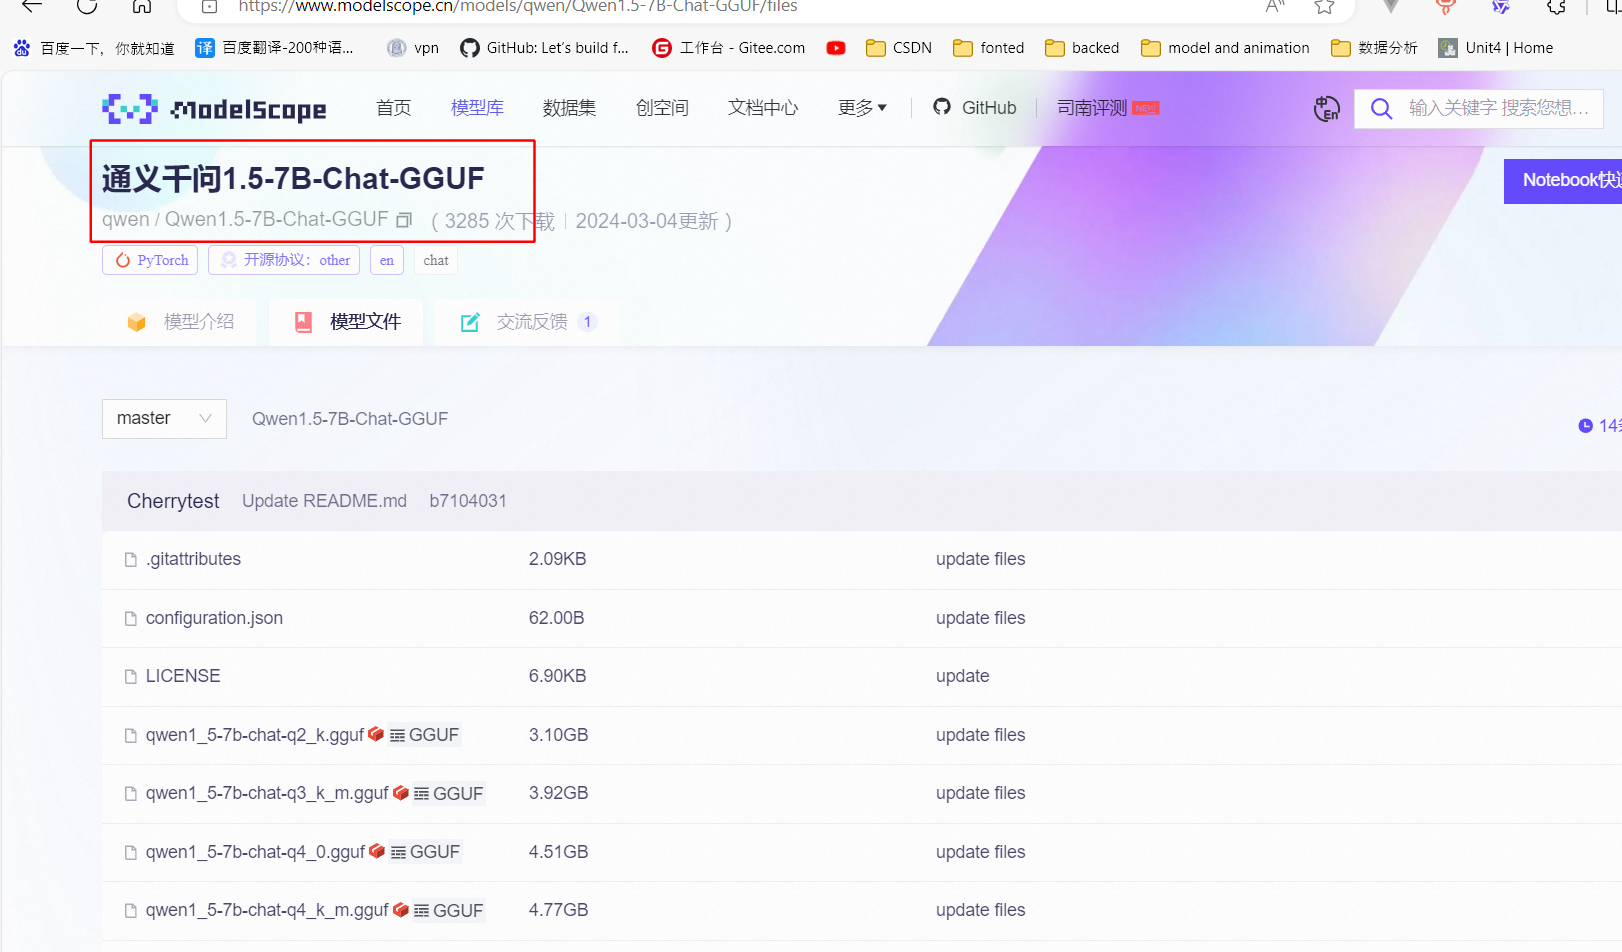 https://www.modelscope.cn/models/qwen/Qwen1.5-7B-Chat-GGUF/files
百度一下，你就知道 百度翻译-200种语... vpn GitHub: Let's build f... 工作台 - Gitee.com CSDN fonted backed model and animation 数据分析 Unit4 | Home
ModelScope 首页 模型库 数据集 创空间 文档中心 更多 GitHub 司南评测 NEW 中 En 输入关键字 搜索您想...
通义千问1.5-7B-Chat-GGUF
Notebook快
qwen / Qwen1.5-7B-Chat-GGUF ( 3285 次下载 | 2024-03-04更新 )
PyTorch 开源协议：other en chat
模型介绍 模型文件 交流反馈 1
master Qwen1.5-7B-Chat-GGUF
14
Cherrytest Update README.md b7104031
.gitattributes 2.09KB update files
configuration.json 62.00B update files
LICENSE 6.90KB update
qwen1_5-7b-chat-q2_k.gguf GGUF 3.10GB update files
qwen1_5-7b-chat-q3_k_m.gguf GGUF 3.92GB update files
qwen1_5-7b-chat-q4_0.gguf GGUF 4.51GB update files
qwen1_5-7b-chat-q4_k_m.gguf GGUF 4.77GB update files